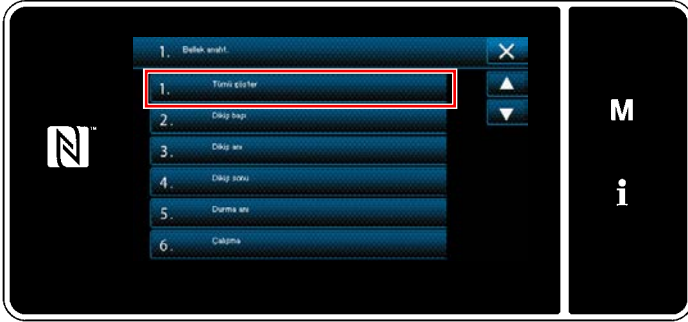 1. Bellek anaht.
1. Tümü göster
2. Dikiş başı
3. Dikiş anı
4. Dikiş sonu
5. Durma anı
6. Çalışma
M
i